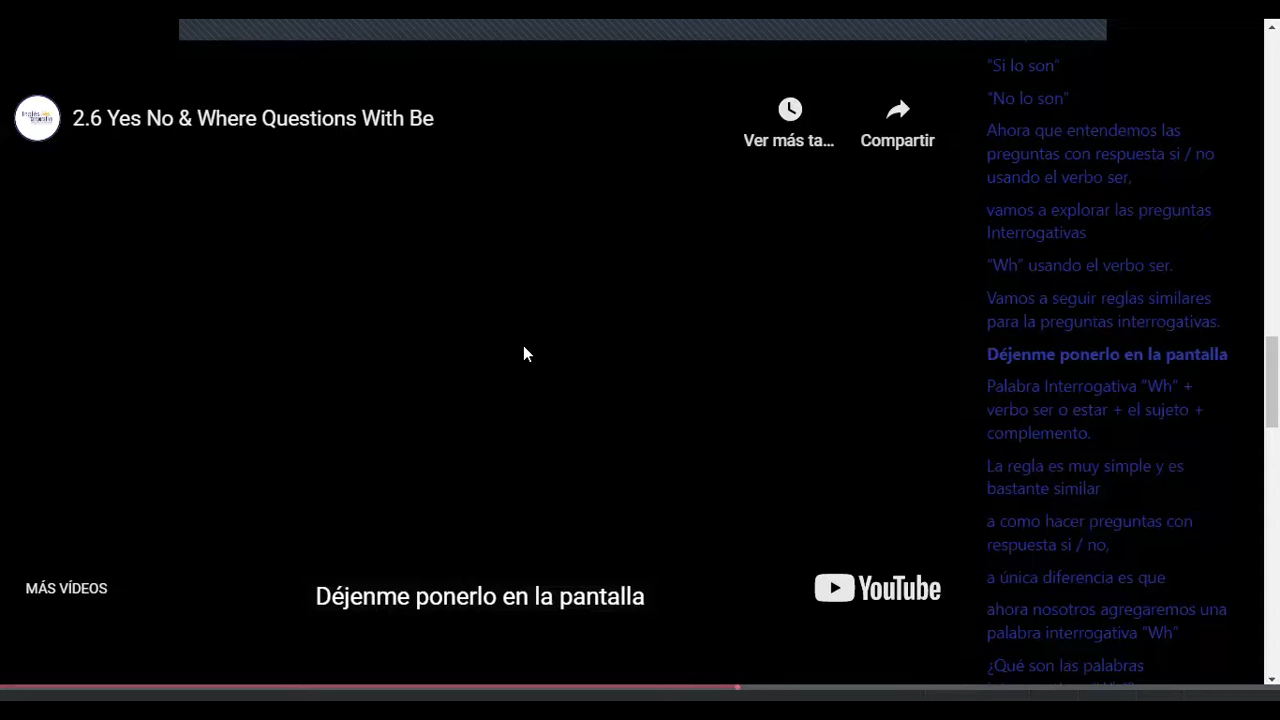 "Si lo son"
2.6 Yes No & Where Questions With Be
Ver más ta...
Compartir
"No lo son"
Ahora que entendemos las
preguntas con respuesta si / no
usando el verbo ser,
vamos a explorar las preguntas
Interrogativas
"Wh" usando el verbo ser.
Vamos a seguir reglas similares
para la preguntas interrogativas.
Déjenme ponerlo en la pantalla
Palabra Interrogativa "Wh" +
verbo ser o estar + el sujeto +
complemento.
La regla es muy simple y es
bastante similar
a como hacer preguntas con
respuesta si / no,
a única diferencia es que
ahora nosotros agregaremos una
palabra interrogativa "Wh"
¿Qué son las palabras
MÁS VÍDEOS
Déjenme ponerlo en la pantalla
YouTube